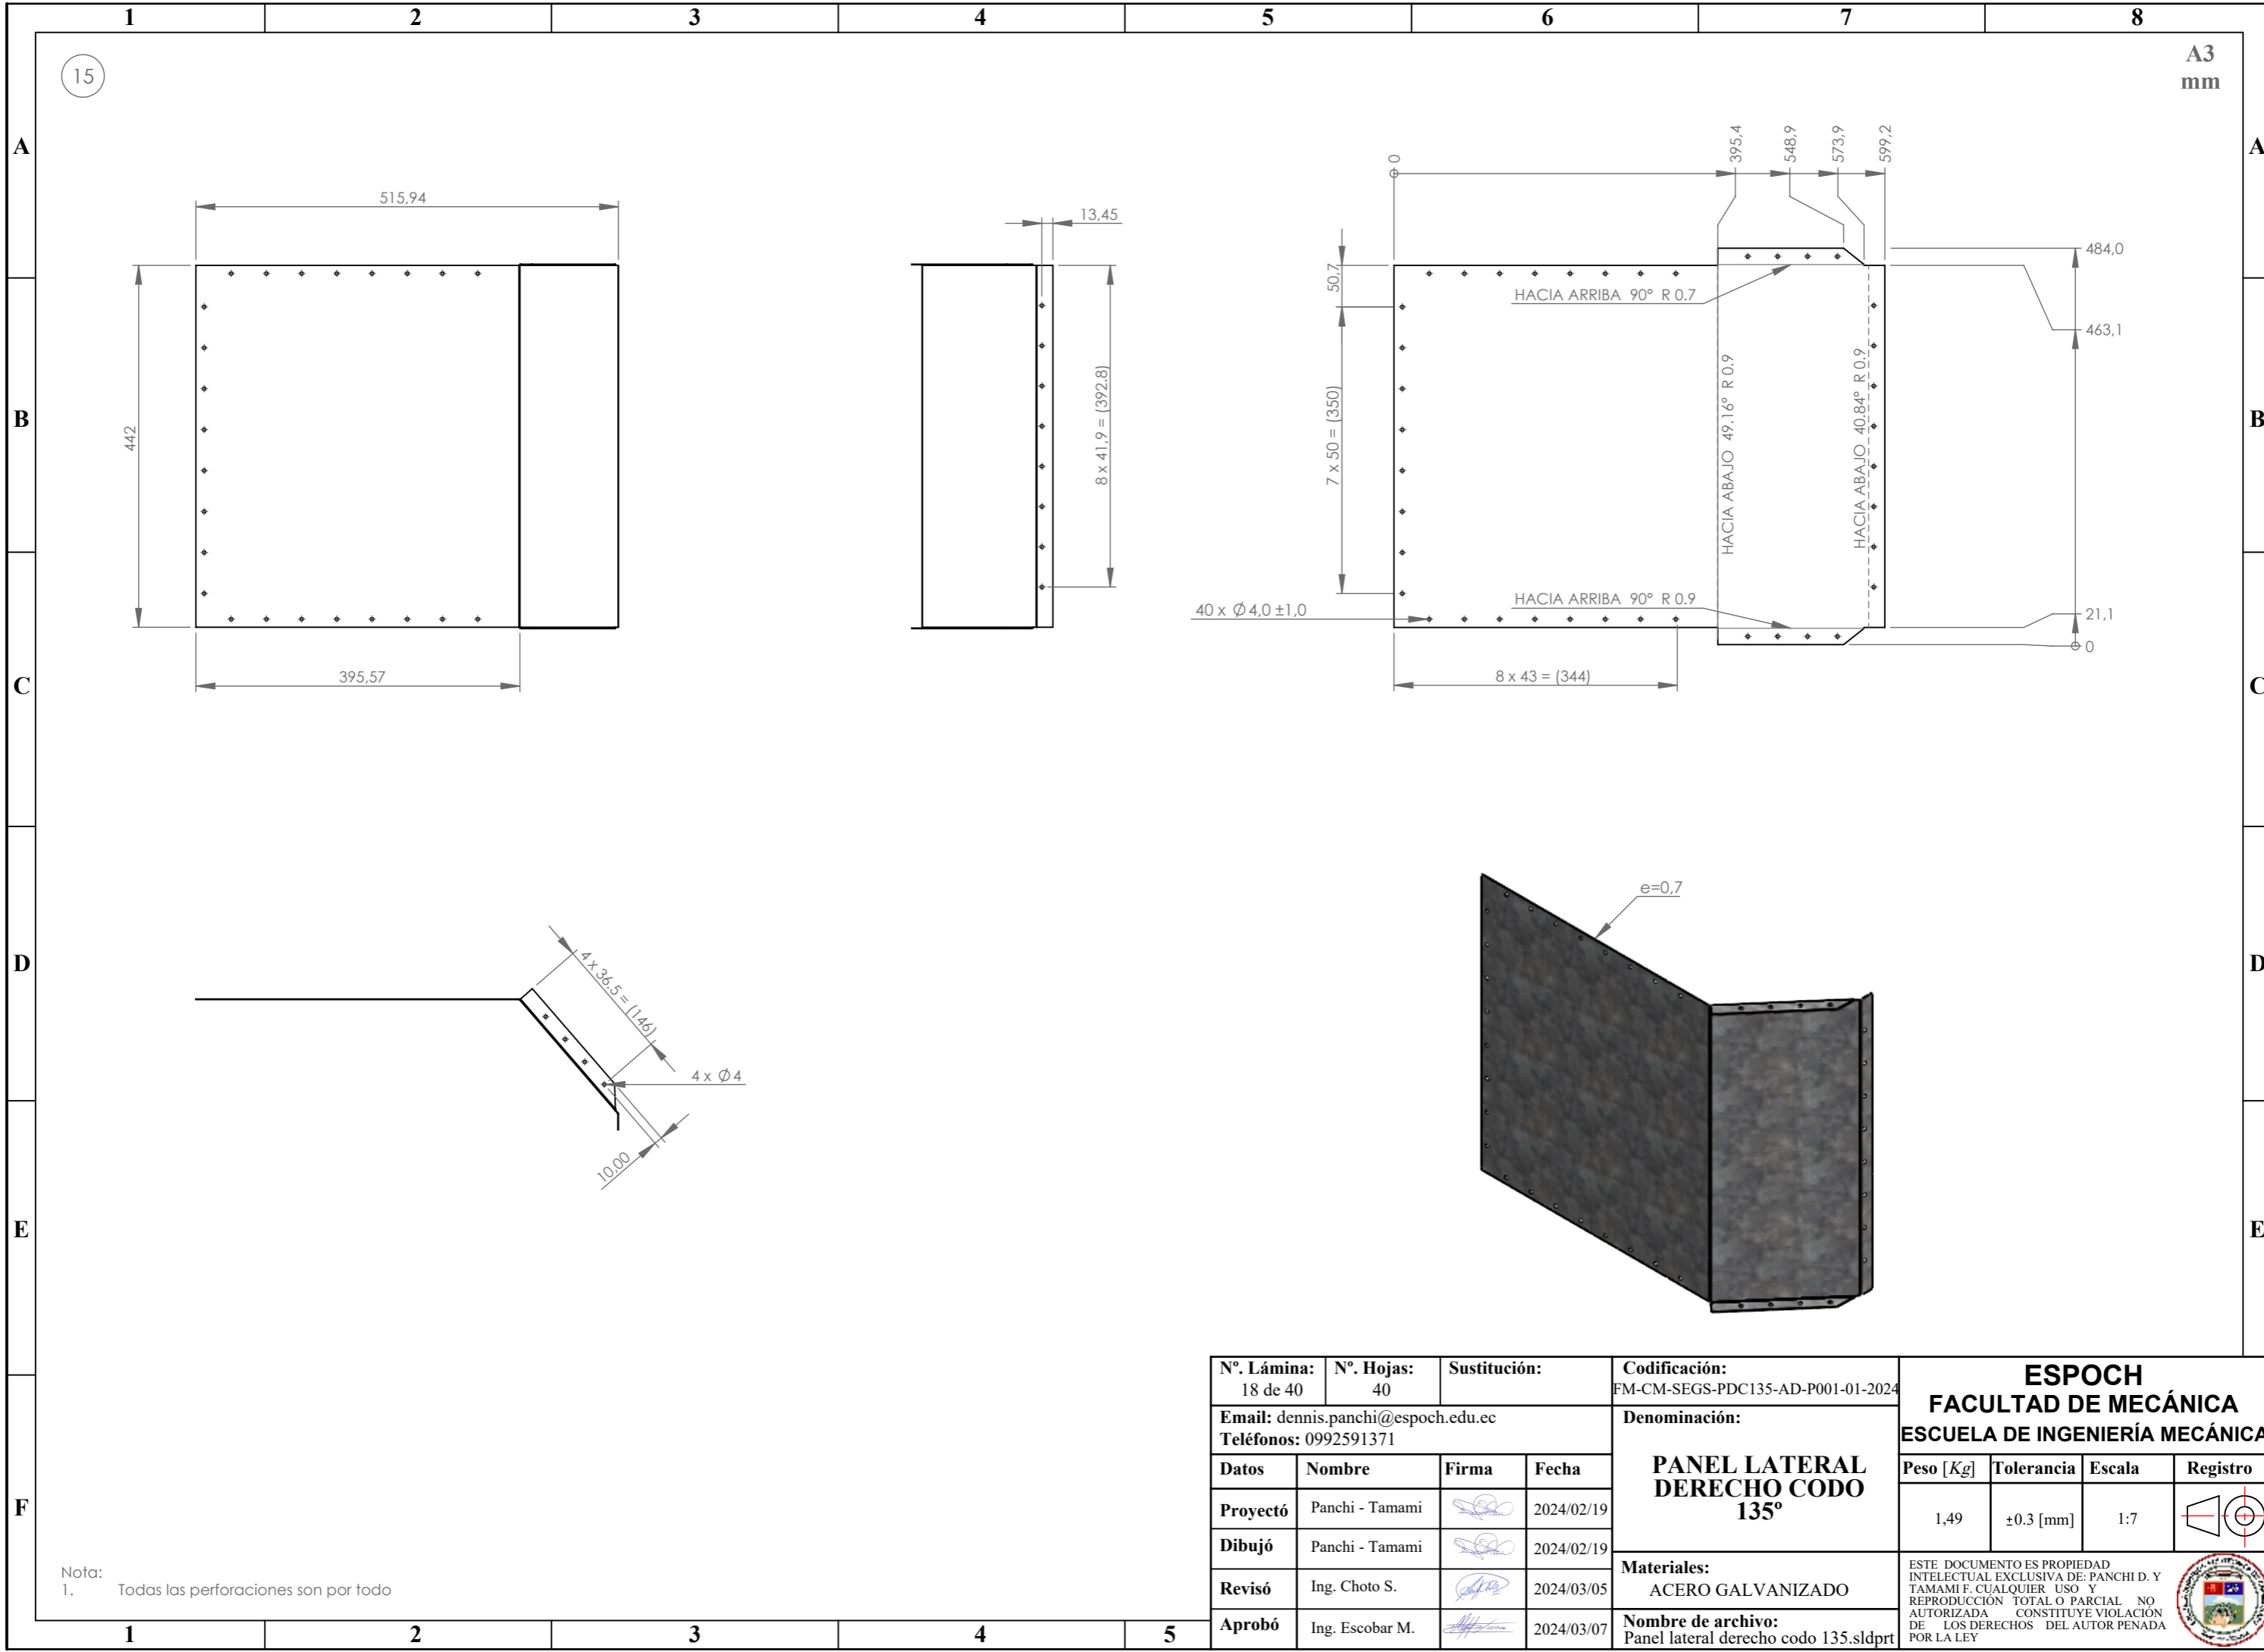 1 2 3 4 5 6 7 8
A3
mm
15
A
B
C
D
E
F
A
B
C
D
E
515,94
442
395,57
13,45
8 x 41,9 = (392.8)
0
395,4
548,9
573,9
599,2
50,7
7 x 50 = (350)
HACIA ARRIBA 90° R 0.7
HACIA ABAJO 49.16° R 0.9
HACIA ABAJO 40.84° R 0.9
HACIA ARRIBA 90° R 0.9
40 x Ø 4,0 ±1,0
8 x 43 = (344)
484,0
463,1
21,1
0
4 x 36.5 = (146)
4 x Ø 4
10,00
e=0,7
Nota:
1. Todas las perforaciones son por todo
1 2 3 4 5
Nº. Lámina: Nº. Hojas: Sustitución: Codificación:
18 de 40 40 FM-CM-SEGS-PDC135-AD-P001-01-2024
Email: dennis.panchi@espoch.edu.ec
Teléfonos: 0992591371
Datos Nombre Firma Fecha
Proyectó Panchi - Tamami 2024/02/19
Dibujó Panchi - Tamami 2024/02/19
Revisó Ing. Choto S. 2024/03/05
Aprobó Ing. Escobar M. 2024/03/07
Denominación:
PANEL LATERAL
DERECHO CODO
135º
Materiales:
ACERO GALVANIZADO
Nombre de archivo:
Panel lateral derecho codo 135.sldprt
ESPOCH
FACULTAD DE MECÁNICA
ESCUELA DE INGENIERÍA MECÁNICA
Peso [Kg] Tolerancia Escala Registro
1,49 ±0.3 [mm] 1:7
ESTE DOCUMENTO ES PROPIEDAD
INTELECTUAL EXCLUSIVA DE: PANCHI D. Y
TAMAMI F. CUALQUIER USO Y
REPRODUCCIÓN TOTAL O PARCIAL NO
AUTORIZADA CONSTITUYE VIOLACIÓN
DE LOS DERECHOS DEL AUTOR PENADA
POR LA LEY